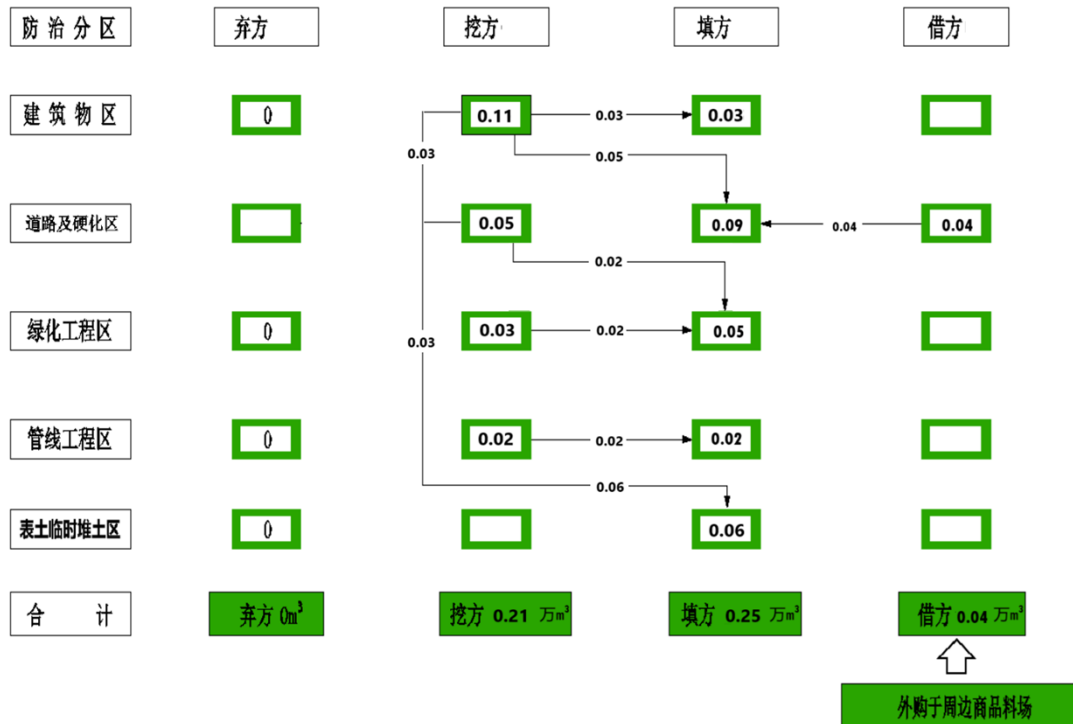 防治分区 弃方 挖方 填方 借方
建筑物区 0 0.11 0.03 0.03
0.03 0.05
道路及硬化区 0.05 0.09 0.04 0.04
0.02
绿化工程区 0 0.03 0.02 0.05
0.03
管线工程区 0 0.02 0.02 0.02
0.06
表土临时堆土区 0 0.06
合计 弃方 0m³ 挖方 0.21 万m³ 填方 0.25 万m³ 借方 0.04 万m³
外购于周边商品料场